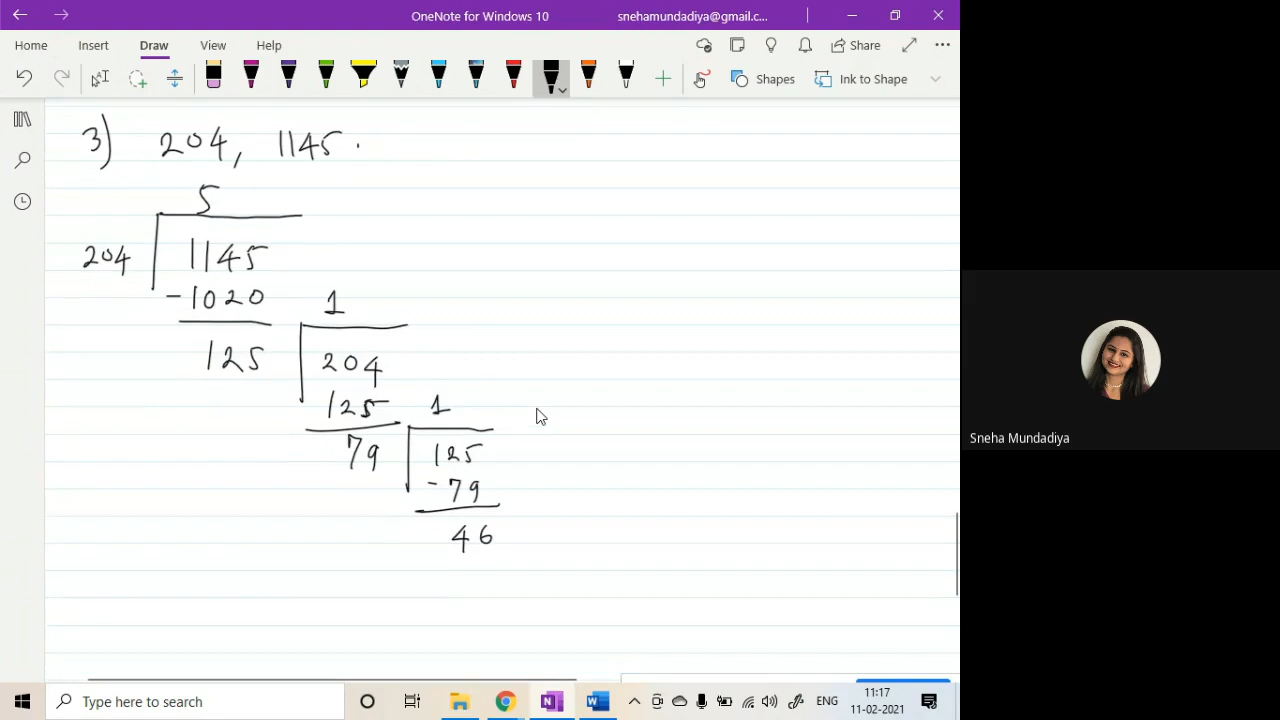 OneNote for Windows 10
snehamundadiya@gmail.c...
Home Insert Draw View Help
Share
Shapes
Ink to Shape
3) 204, 1145.
5
204 1145
-1020 1
125 204
125 1
79 125
-79
46
Sneha Mundadiya
Type here to search
ENG
11:17
11-02-2021